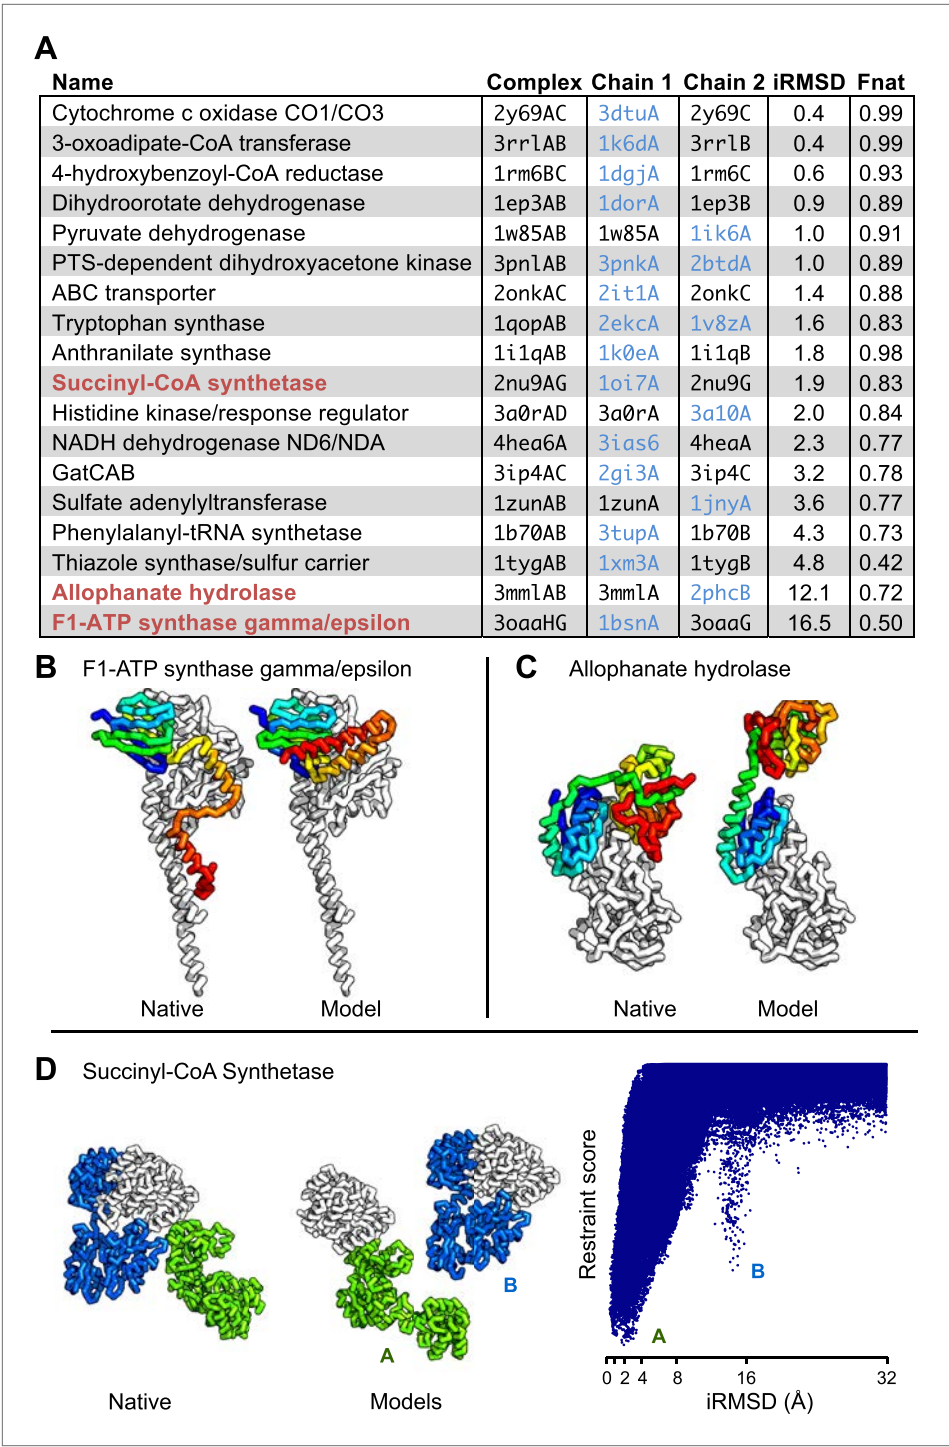 A
Name Complex Chain 1 Chain 2 iRMSD Fnat
Cytochrome c oxidase CO1/CO3 2y69AC 3dtuA 2y69C 0.4 0.99
3-oxoadipate-CoA transferase 3rrlAB 1k6dA 3rrlB 0.4 0.99
4-hydroxybenzoyl-CoA reductase 1rm6BC 1dgjA 1rm6C 0.6 0.93
Dihydroorotate dehydrogenase 1ep3AB 1dorA 1ep3B 0.9 0.89
Pyruvate dehydrogenase 1w85AB 1w85A 1ik6A 1.0 0.91
PTS-dependent dihydroxyacetone kinase 3pnlAB 3pnkA 2btdA 1.0 0.89
ABC transporter 2onkAC 2it1A 2onkC 1.4 0.88
Tryptophan synthase 1qopAB 2ekcA 1v8zA 1.6 0.83
Anthranilate synthase 1i1qAB 1k0eA 1i1qB 1.8 0.98
Succinyl-CoA synthetase 2nu9AG 1oi7A 2nu9G 1.9 0.83
Histidine kinase/response regulator 3a0rAD 3a0rA 3a10A 2.0 0.84
NADH dehydrogenase ND6/NDA 4hea6A 3ias6 4heaA 2.3 0.77
GatCAB 3ip4AC 2gi3A 3ip4C 3.2 0.78
Sulfate adenylyltransferase 1zunAB 1zunA 1jnyA 3.6 0.77
Phenylalanyl-tRNA synthetase 1b70AB 3tupA 1b70B 4.3 0.73
Thiazole synthase/sulfur carrier 1tygAB 1xm3A 1tygB 4.8 0.42
Allophanate hydrolase 3mmlAB 3mmlA 2phcB 12.1 0.72
F1-ATP synthase gamma/epsilon 3oaaHG 1bsnA 3oaaG 16.5 0.50
B F1-ATP synthase gamma/epsilon
Native Model
C Allophanate hydrolase
Native Model
D Succinyl-CoA Synthetase
B
A
Native Models
Restraint score
B
A
0 2 4 8 16 32
iRMSD (Å)